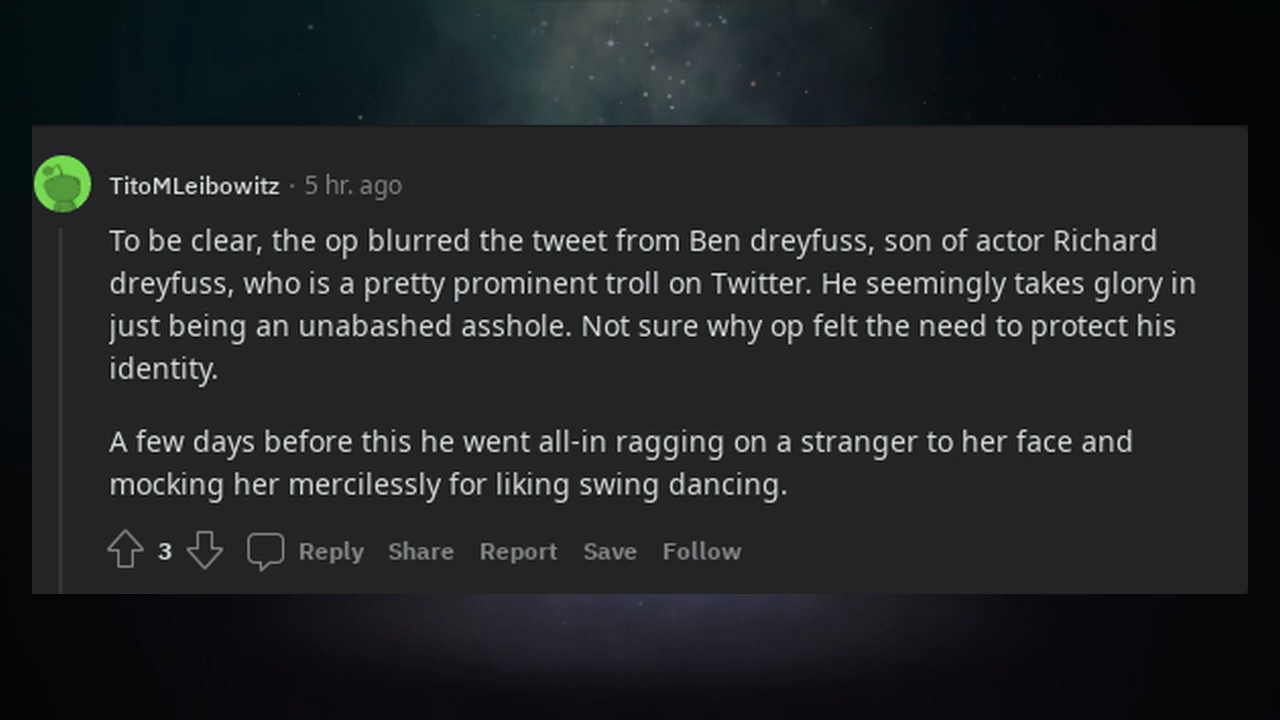 TitoMLeibowitz · 5 hr. ago
To be clear, the op blurred the tweet from Ben dreyfuss, son of actor Richard
dreyfuss, who is a pretty prominent troll on Twitter. He seemingly takes glory in
just being an unabashed asshole. Not sure why op felt the need to protect his
identity.
A few days before this he went all-in ragging on a stranger to her face and
mocking her mercilessly for liking swing dancing.
3 Reply Share Report Save Follow